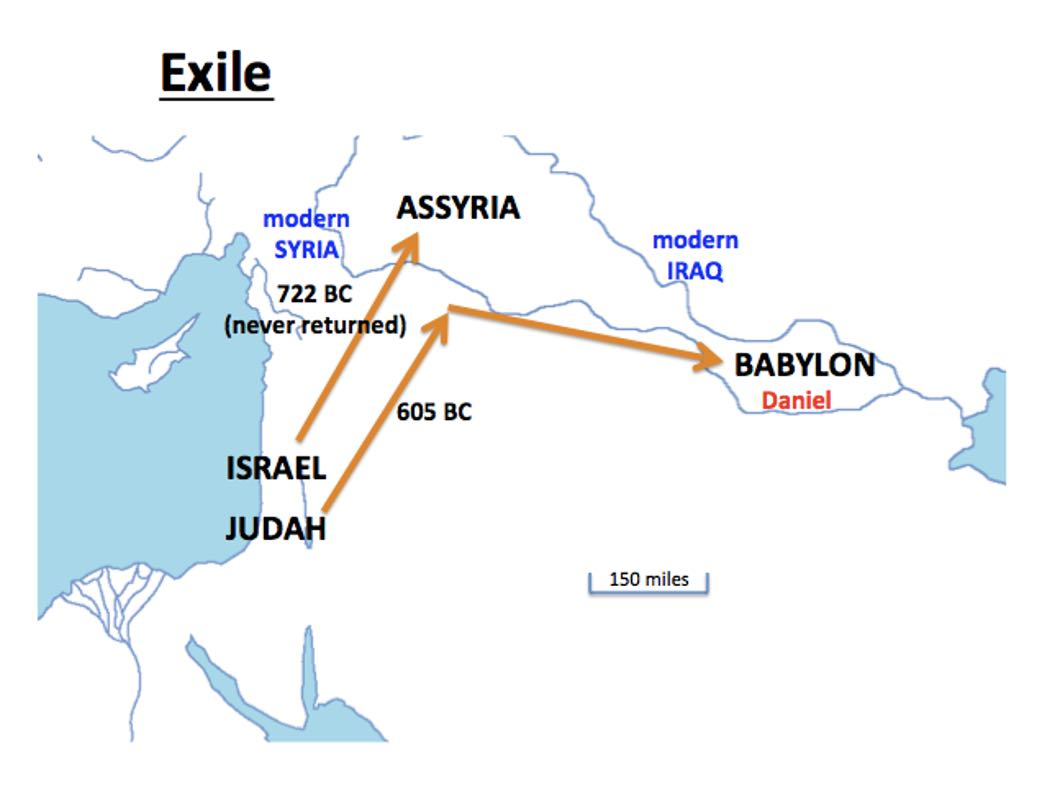 Exile
ASSYRIA
modern
SYRIA
modern
IRAQ
722 BC
(never returned)
BABYLON
Daniel
605 BC
ISRAEL
JUDAH
150 miles